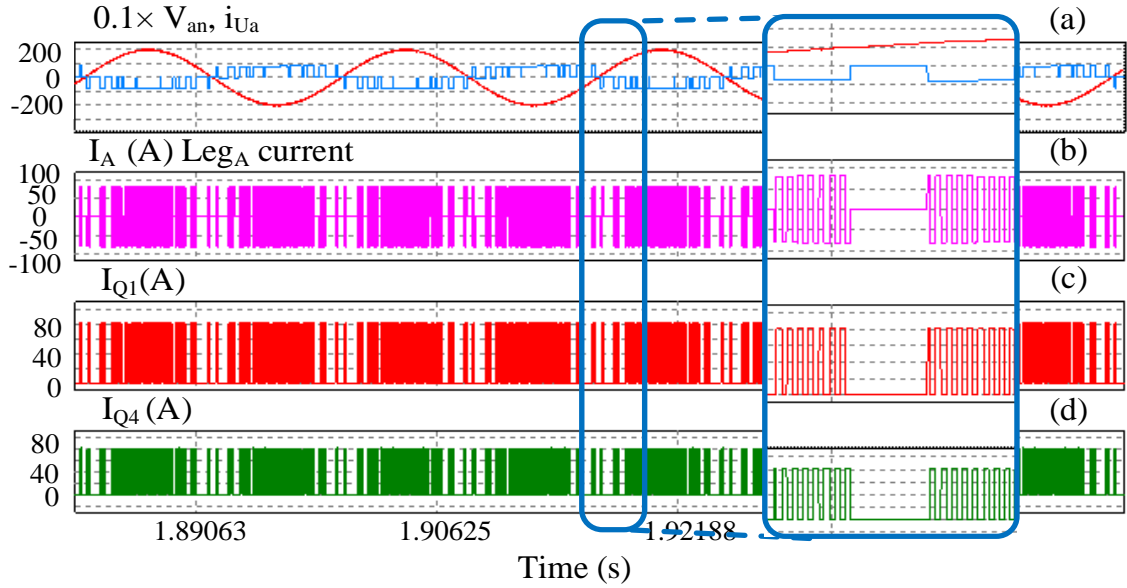 0.1× Van, iUa (a)
200
0
-200
IA (A) LegA current (b)
100
50
0
-50
-100
IQ1(A) (c)
80
40
0
IQ4 (A) (d)
80
40
0
1.89063 1.90625 1.92188
Time (s)